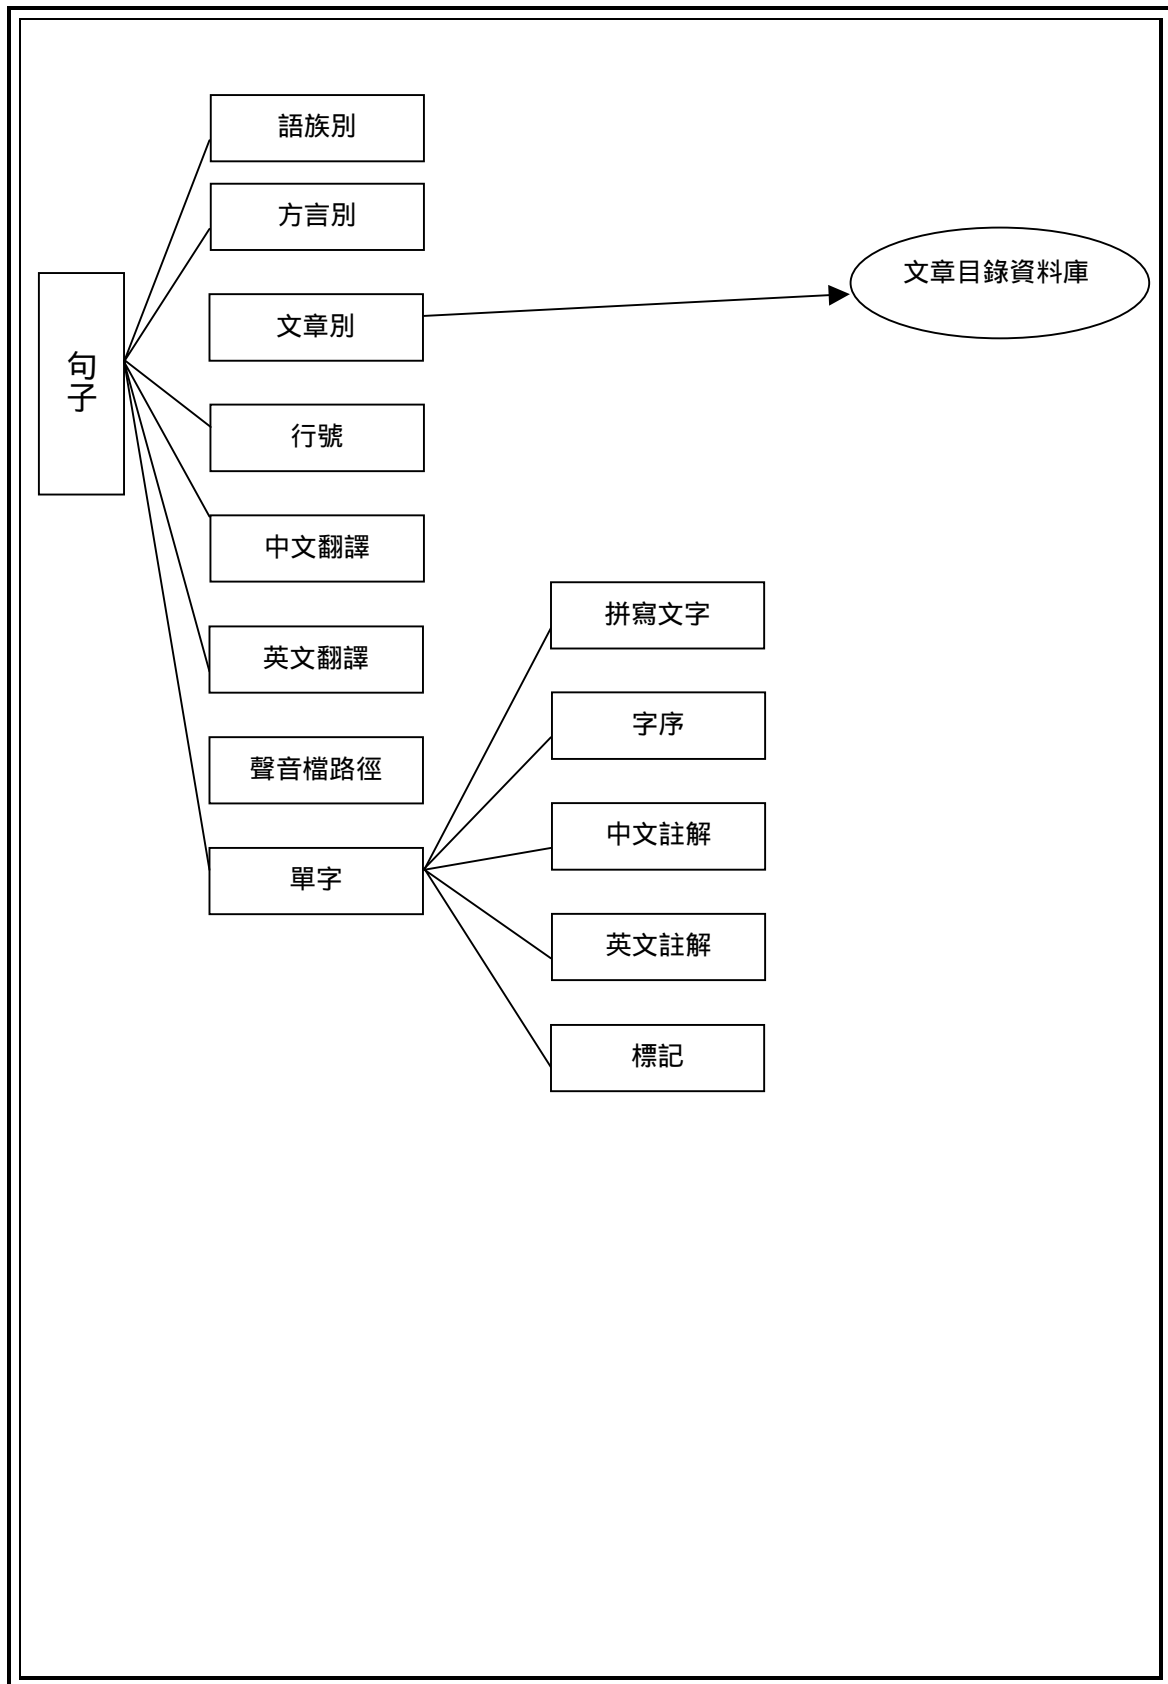 語族別
方言別
文章目錄資料庫
文章別
句
子
行號
中文翻譯
拼寫文字
英文翻譯
字序
聲音檔路徑
中文註解
單字
英文註解
標記